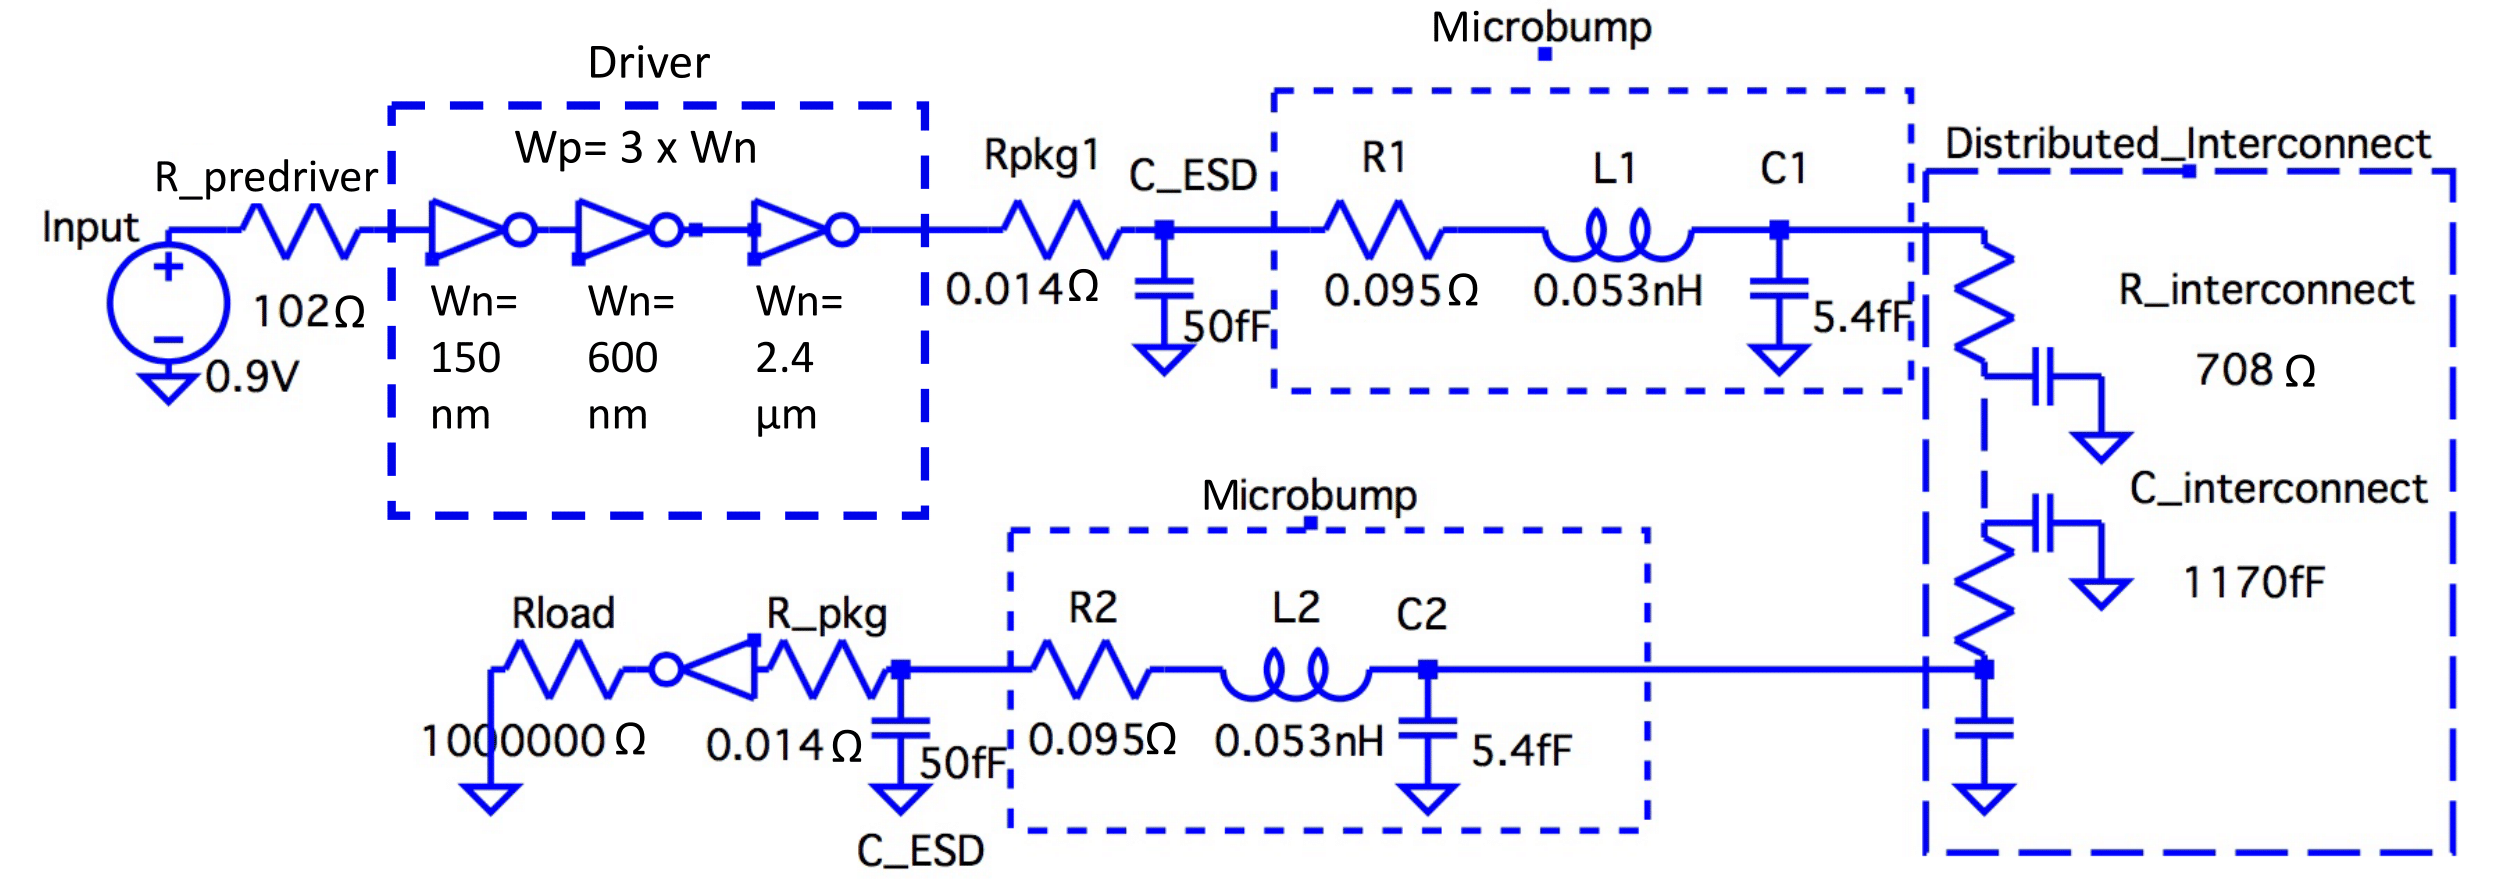 Microbump
Driver
Wp= 3 x Wn
Rpkg1
C_ESD
R1
L1
C1
Distributed_Interconnect
R_predriver
Input
102Ω
0.9V
Wn=
150
nm
Wn=
600
nm
Wn=
2.4
µm
0.014Ω
50fF
0.095Ω
0.053nH
5.4fF
R_interconnect
708 Ω
C_interconnect
1170fF
Microbump
Rload
R_pkg
R2
L2
C2
1000000 Ω
0.014Ω
50fF
0.095Ω
0.053nH
5.4fF
C_ESD